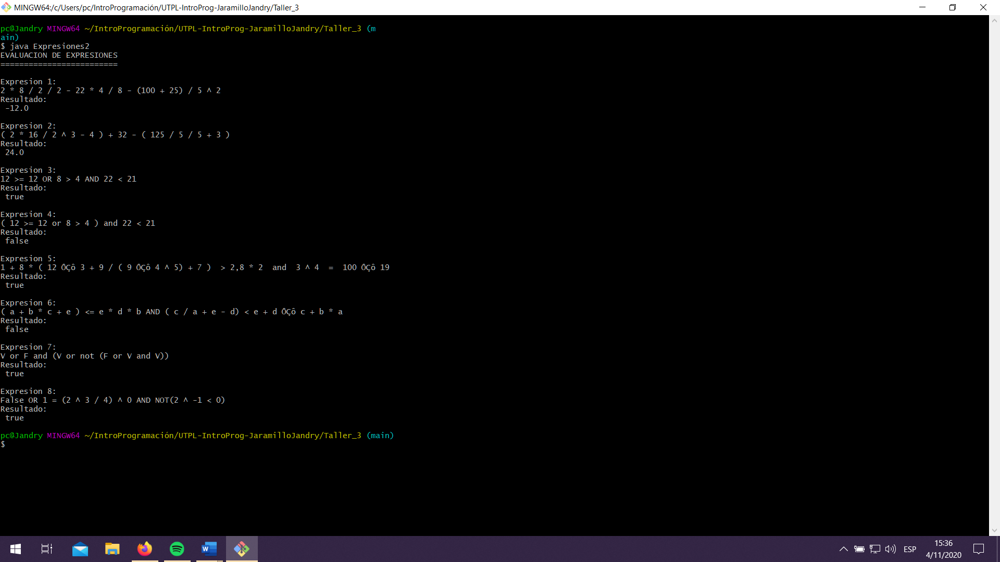 MINGW64:/c/Users/pc/IntroProgramación/UTPL-IntroProg-JaramilloJandry/Taller_3
pc@Jandry MINGW64 ~/IntroProgramación/UTPL-IntroProg-JaramilloJandry/Taller_3 (m
ain)
$ java Expresiones2
EVALUACION DE EXPRESIONES
=========================
Expresion 1:
2 * 8 / 2 / 2 - 22 * 4 / 8 - (100 + 25) / 5 ^ 2
Resultado:
-12.0
Expresion 2:
( 2 * 16 / 2 ^ 3 - 4 ) + 32 - ( 125 / 5 / 5 + 3 )
Resultado:
24.0
Expresion 3:
12 >= 12 OR 8 > 4 AND 22 < 21
Resultado:
true
Expresion 4:
( 12 >= 12 or 8 > 4 ) and 22 < 21
Resultado:
false
Expresion 5:
1 + 8 * ( 12 ÔÇô 3 + 9 / ( 9 ÔÇô 4 ^ 5) + 7 )  > 2,8 * 2  and  3 ^ 4  =  100 ÔÇô 19
Resultado:
true
Expresion 6:
( a + b * c + e ) <= e * d * b AND ( c / a + e - d) < e + d ÔÇô c + b * a
Resultado:
false
Expresion 7:
V or F and (V or not (F or V and V))
Resultado:
true
Expresion 8:
False OR 1 = (2 ^ 3 / 4) ^ 0 AND NOT(2 ^ -1 < 0)
Resultado:
true
pc@Jandry MINGW64 ~/IntroProgramación/UTPL-IntroProg-JaramilloJandry/Taller_3 (main)
$
W
ESP
15:36
4/11/2020